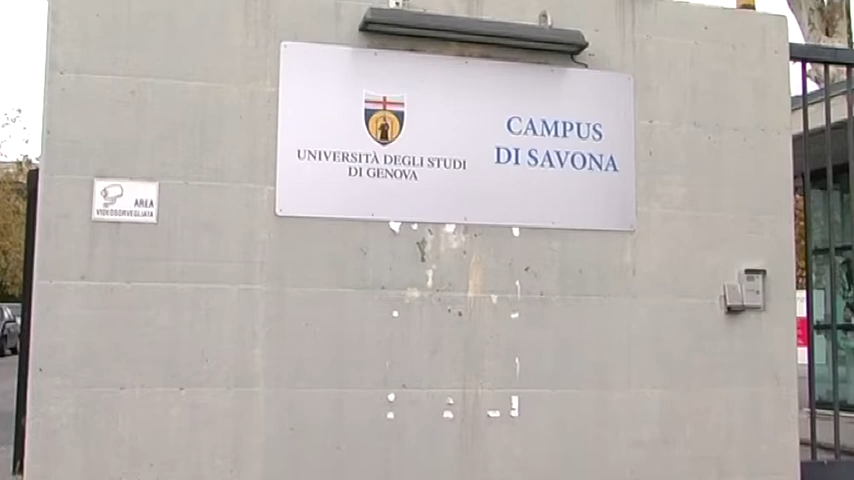 UNIVERSITÀ DEGLI STUDI
DI GENOVA
CAMPUS
DI SAVONA
AREA
VIDEOSORVEGLIATA